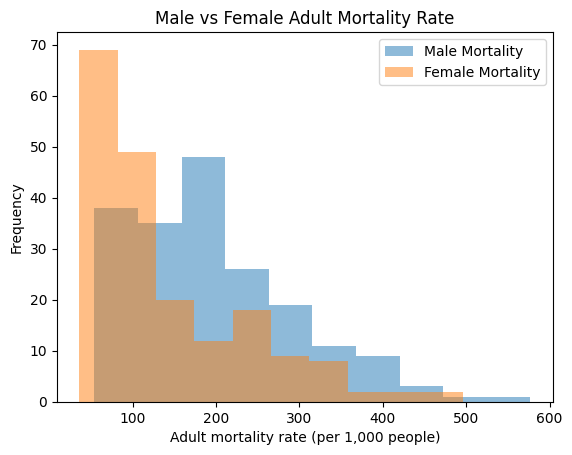 Male vs Female Adult Mortality Rate
Male Mortality
Female Mortality
70
60
50
40
30
20
10
0
Frequency
100 200 300 400 500 600
Adult mortality rate (per 1,000 people)